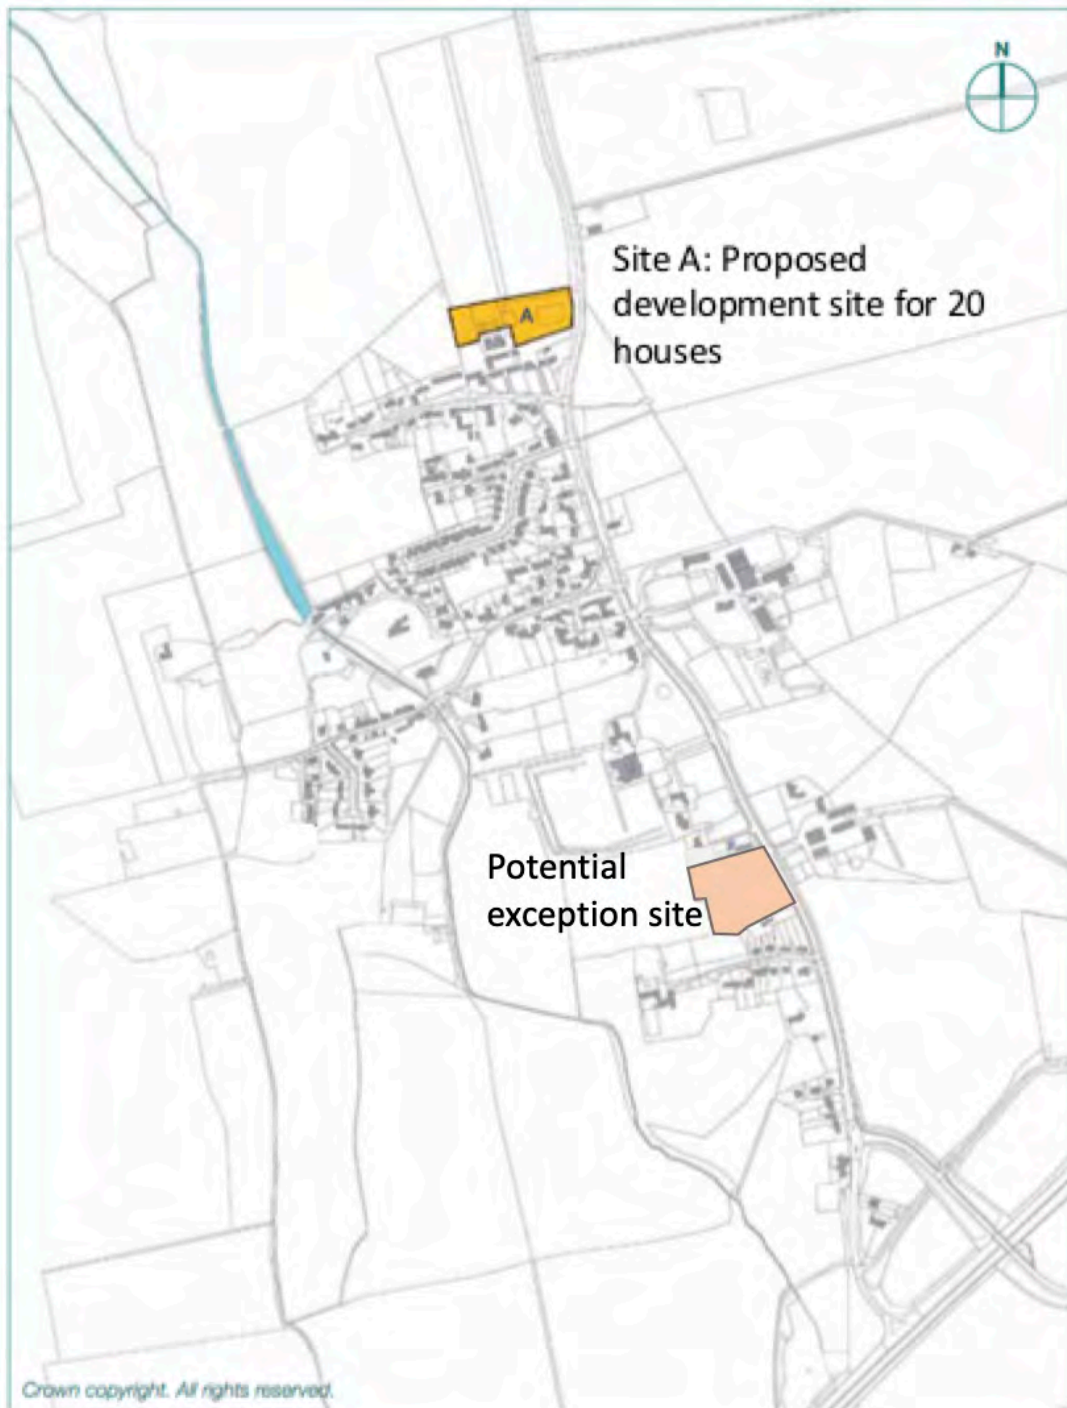 N
Site A: Proposed
development site for 20
houses
A
Potential
exception site
Crown copyright. All rights reserved.